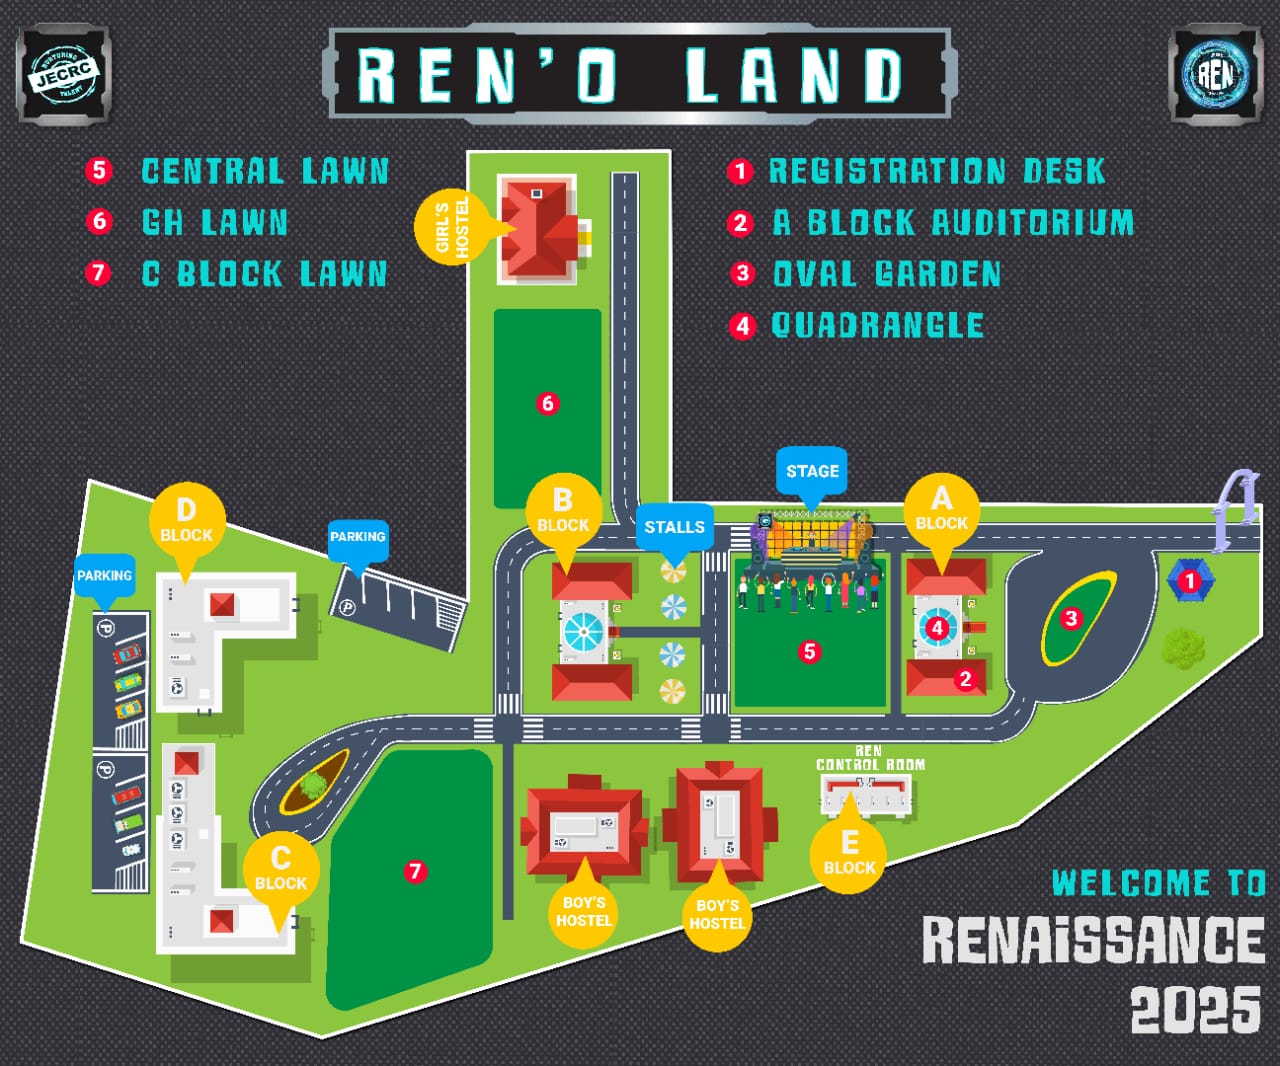 NURTURING
JECRC
TALENT
REN'O LAND
REN
5 CENTRAL LAWN
6 GH LAWN
7 C BLOCK LAWN
1 REGISTRATION DESK
2 A BLOCK AUDITORIUM
3 OVAL GARDEN
4 QUADRANGLE
GIRL'S
HOSTEL
6
STAGE
A
BLOCK
B
BLOCK
STALLS
D
BLOCK
PARKING
PARKING
P
P
1
3
4
5
2
REN
CONTROL ROOM
P
C
BLOCK
7
E
BLOCK
BOY'S
HOSTEL
BOY'S
HOSTEL
WELCOME TO
RENAiSSANCE
2025